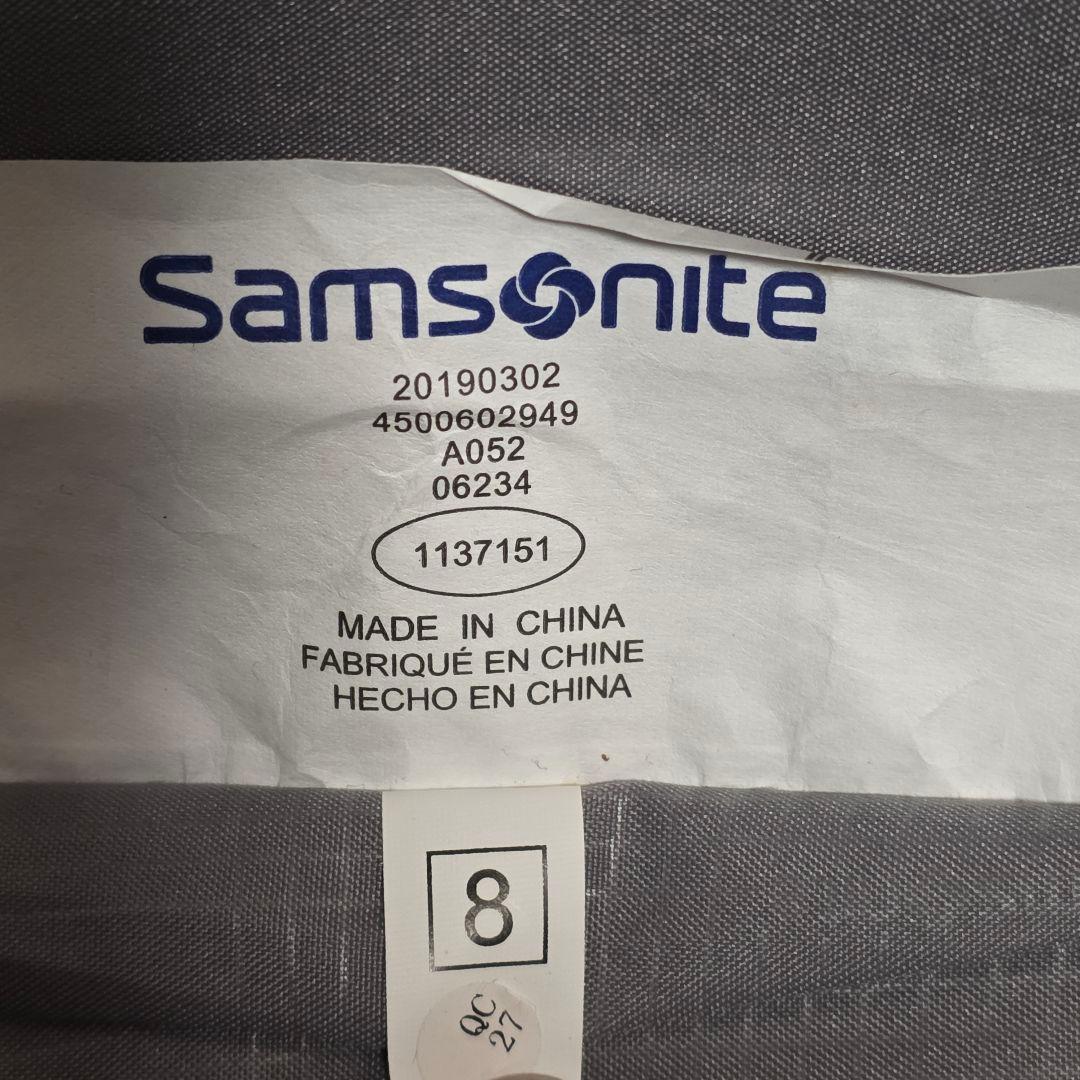 Samsonite
20190302
4500602949
A052
06234
1137151
MADE IN CHINA
FABRIQUÉ EN CHINE
HECHO EN CHINA
8
QC
27